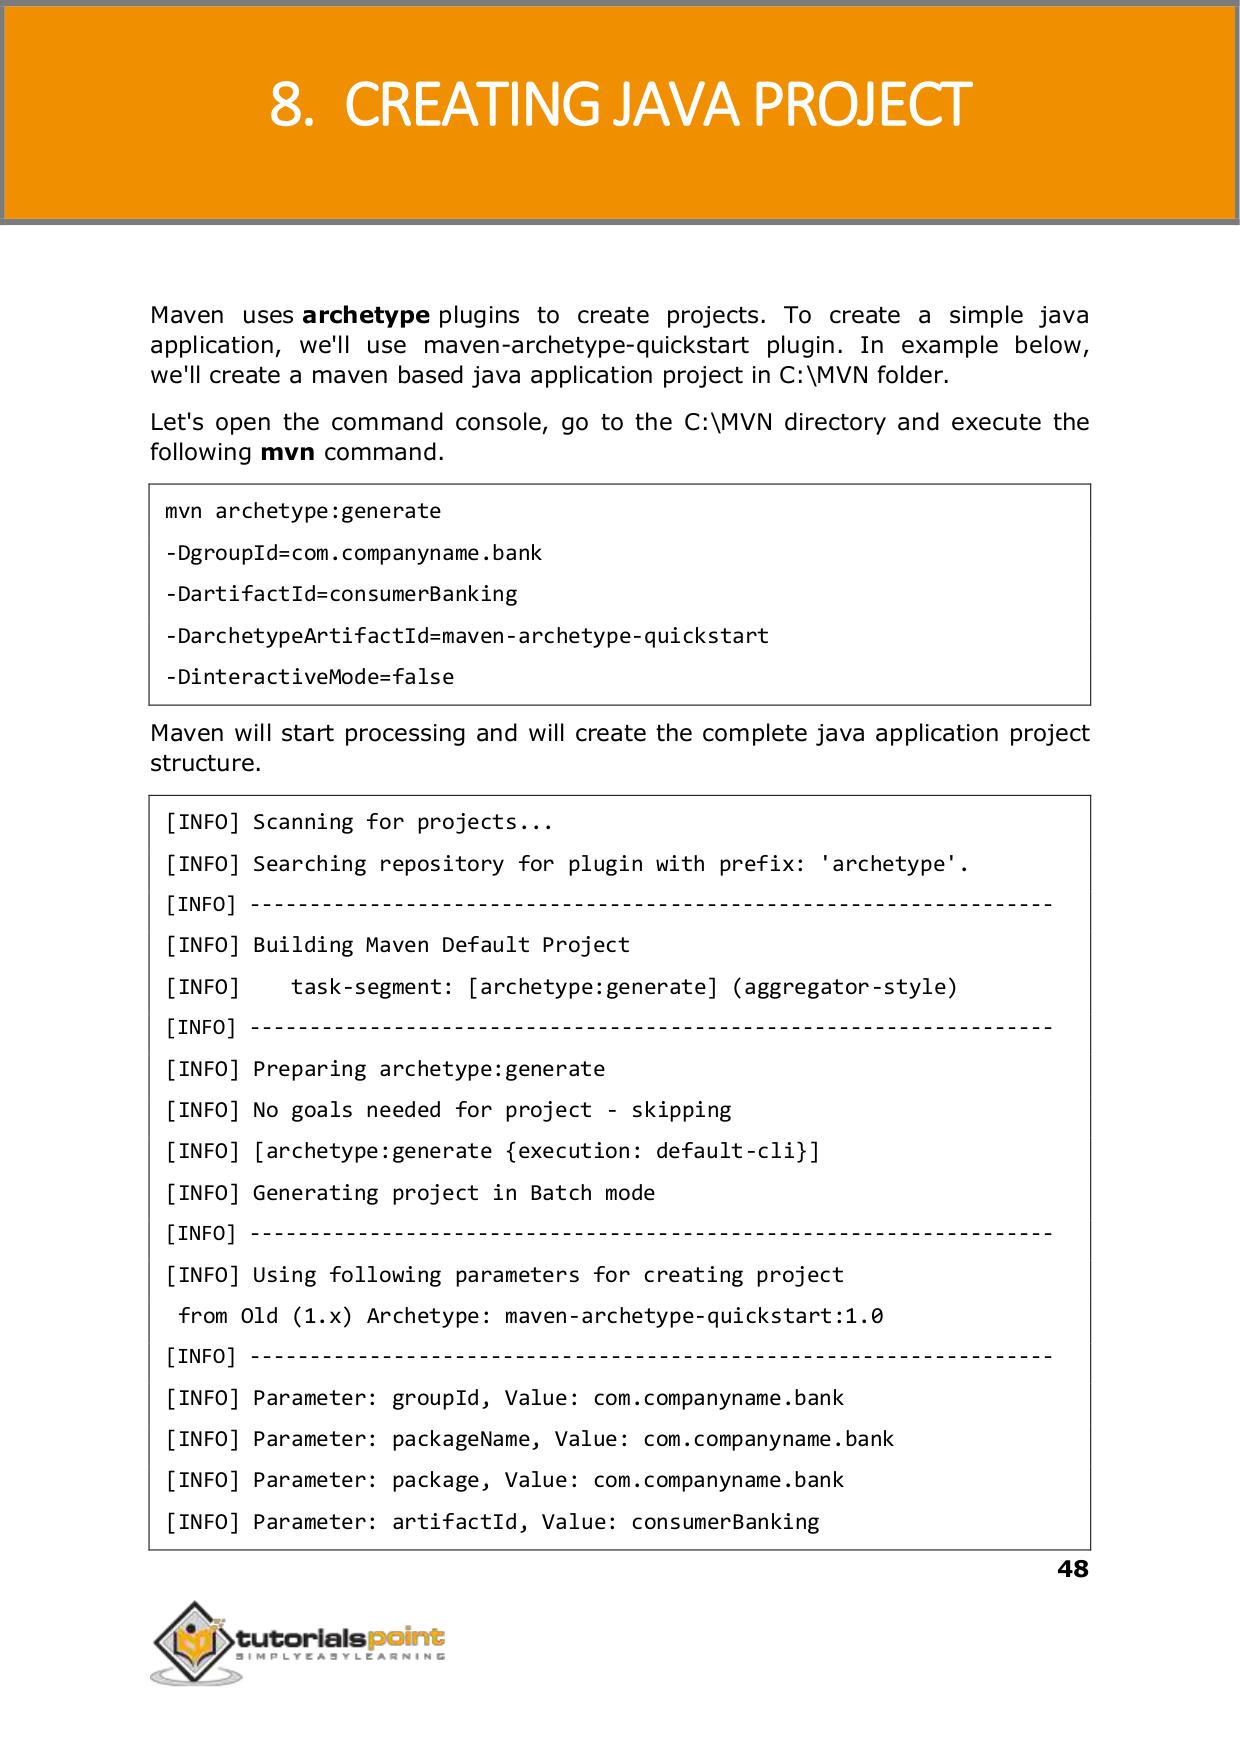 8. CREATING JAVA PROJECT
Maven uses archetype plugins to create projects. To create a simple java
application, we'll use maven-archetype-quickstart plugin. In example below,
we'll create a maven based java application project in C:\MVN folder.
Let's open the command console, go to the C:\MVN directory and execute the
following mvn command.
mvn archetype:generate
-DgroupId=com.companyname.bank
-DartifactId=consumerBanking
-DarchetypeArtifactId=maven-archetype-quickstart
-DinteractiveMode=false
Maven will start processing and will create the complete java application project
structure.
[INFO] Scanning for projects...
[INFO] Searching repository for plugin with prefix: 'archetype'.
[INFO] -------------------------------------------------------------------
[INFO] Building Maven Default Project
[INFO]    task-segment: [archetype:generate] (aggregator-style)
[INFO] -------------------------------------------------------------------
[INFO] Preparing archetype:generate
[INFO] No goals needed for project - skipping
[INFO] [archetype:generate {execution: default-cli}]
[INFO] Generating project in Batch mode
[INFO] -------------------------------------------------------------------
[INFO] Using following parameters for creating project
 from Old (1.x) Archetype: maven-archetype-quickstart:1.0
[INFO] -------------------------------------------------------------------
[INFO] Parameter: groupId, Value: com.companyname.bank
[INFO] Parameter: packageName, Value: com.companyname.bank
[INFO] Parameter: package, Value: com.companyname.bank
[INFO] Parameter: artifactId, Value: consumerBanking
48
tutorialspoint
SIMPLYEASYLEARNING